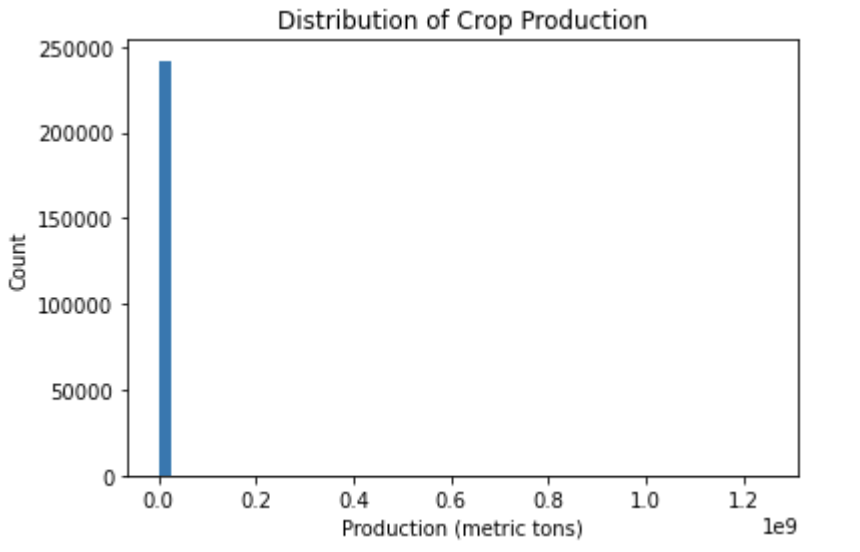 Distribution of Crop Production
250000
200000
150000
100000
50000
0
Count
0.0 0.2 0.4 0.6 0.8 1.0 1.2
1e9
Production (metric tons)